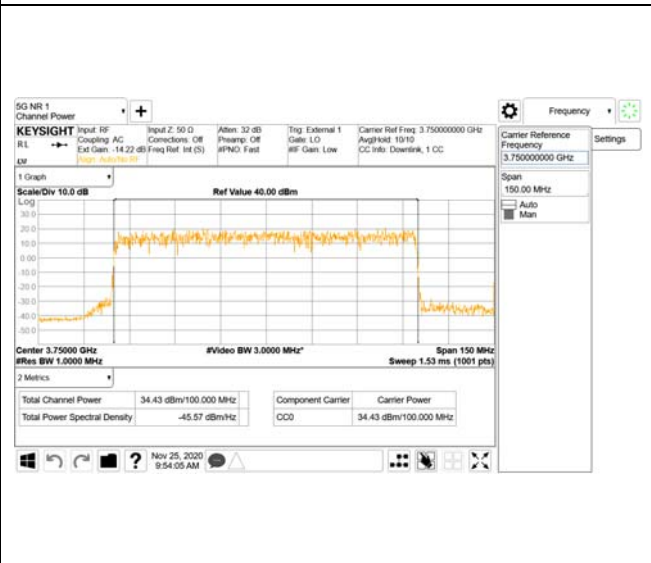 5G NR 1
Channel Power
Frequency
KEYSIGHT
RL
Input: RF
Coupling: AC
Ext Gain: -14.22 dB
Align: Auto/No RF
Input Z: 50 Ω
Corrections: Off
Freq Ref: Int (S)
Atten: 32 dB
Preamp: Off
#PNO: Fast
Trig: External 1
Gate: LO
#IF Gain: Low
Carrier Ref Freq: 3.750000000 GHz
Avg|Hold: 10/10
CC Info: Downlink, 1 CC
Carrier Reference
Frequency
3.750000000 GHz
Settings
Span
150.00 MHz
Auto
Man
1 Graph
Scale/Div 10.0 dB
Ref Value 40.00 dBm
Log
30.0
20.0
10.0
0.00
-10.0
-20.0
-30.0
-40.0
-50.0
Center 3.75000 GHz
#Video BW 3.0000 MHz*
Span 150 MHz
#Res BW 1.0000 MHz
Sweep 1.53 ms (1001 pts)
2 Metrics
Total Channel Power
34.43 dBm/100.000 MHz
Total Power Spectral Density
-45.57 dBm/Hz
Component Carrier
Carrier Power
CC0
34.43 dBm/100.000 MHz
?
Nov 25, 2020
9:54:05 AM